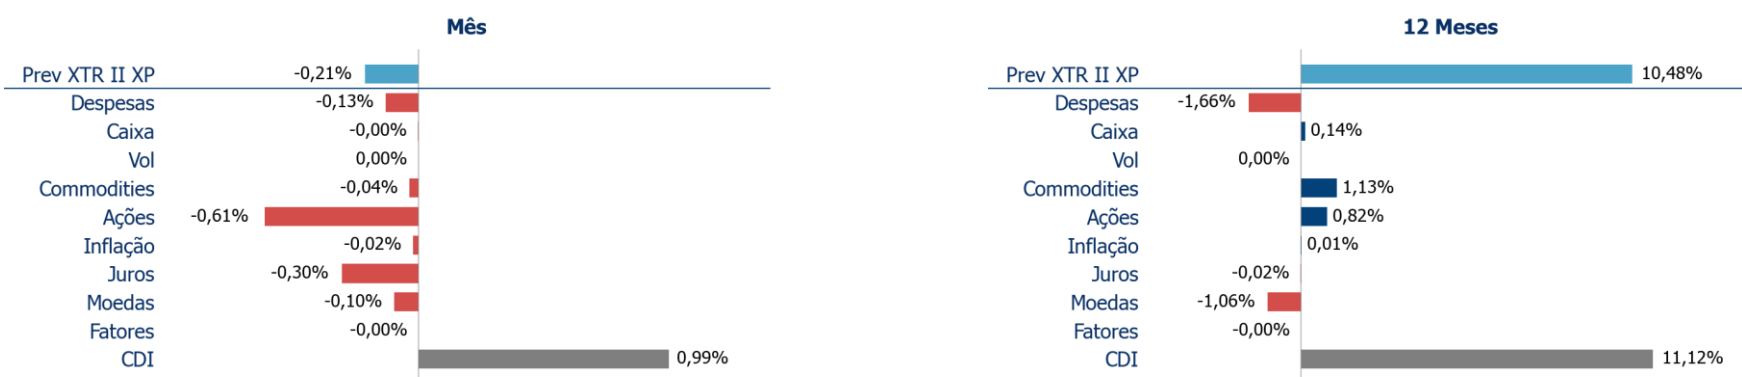 Mês
Prev XTR II XP -0,21%
Despesas -0,13%
Caixa -0,00%
Vol 0,00%
Commodities -0,04%
Ações -0,61%
Inflação -0,02%
Juros -0,30%
Moedas -0,10%
Fatores -0,00%
CDI 0,99%
12 Meses
Prev XTR II XP 10,48%
Despesas -1,66%
Caixa 0,14%
Vol 0,00%
Commodities 1,13%
Ações 0,82%
Inflação 0,01%
Juros -0,02%
Moedas -1,06%
Fatores -0,00%
CDI 11,12%